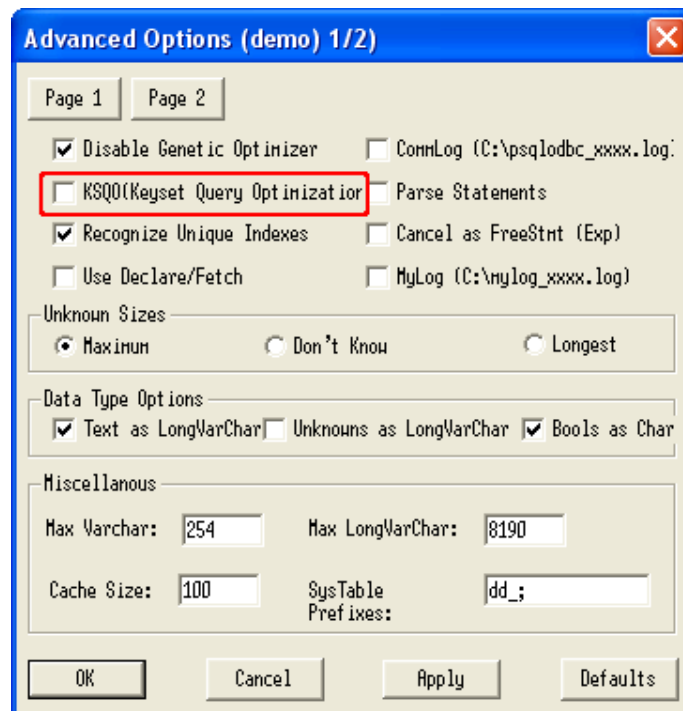 Advanced Options (demo) 1/2)
Page 1 Page 2
Disable Genetic Optimizer CommLog (C:\psqlodbc_xxxx.log)
KSQO(Keyset Query Optimization Parse Statements
Recognize Unique Indexes Cancel as FreeStmt (Exp)
Use Declare/Fetch MyLog (C:\mylog_xxxx.log)
Unknown Sizes
Maximum Don't Know Longest
Data Type Options
Text as LongVarChar Unknowns as LongVarChar Bools as Char
Miscellanous
Max Varchar: 254 Max LongVarChar: 8190
Cache Size: 100 SysTable Prefixes: dd_;
OK Cancel Apply Defaults